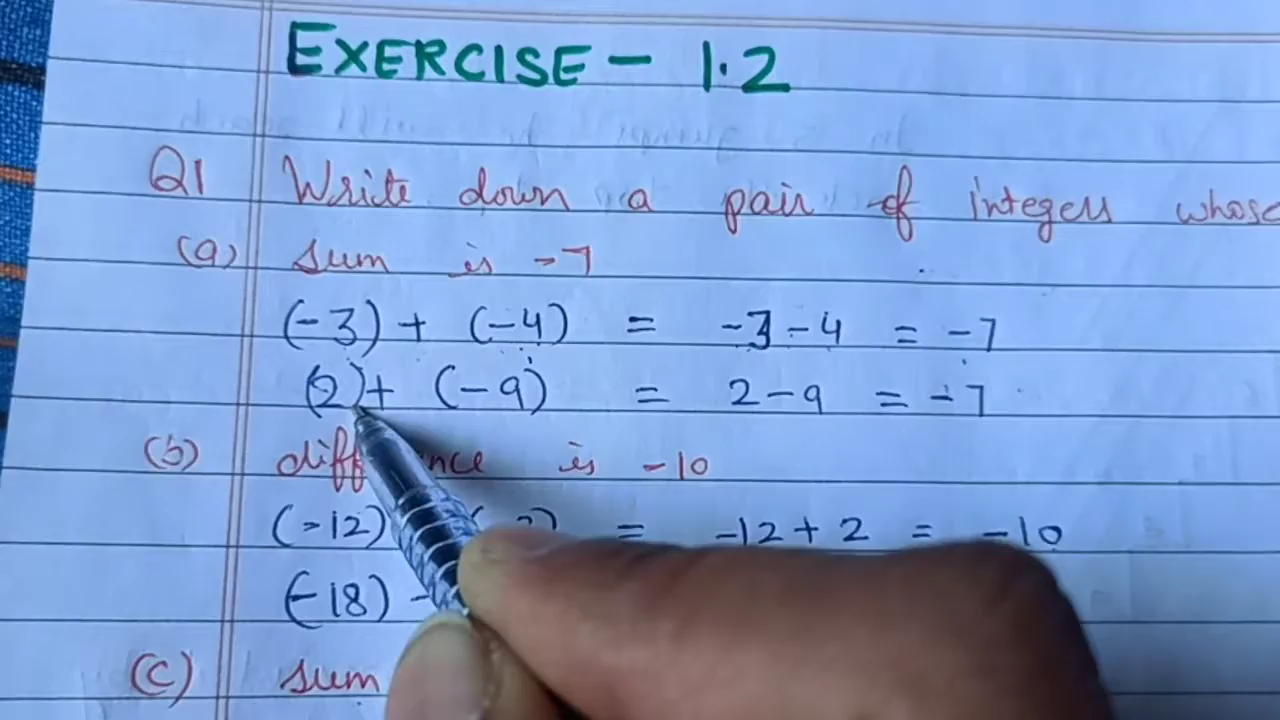 EXERCISE - 1.2
Q1 Write down a pair of integers whose
(a) sum is -7
(-3) + (-4) = -3-4 = -7
(2)+ (-9) = 2-9 = -7
(b) is -10
(-12) = -12+2 = -10
(-18) -
(c) sum